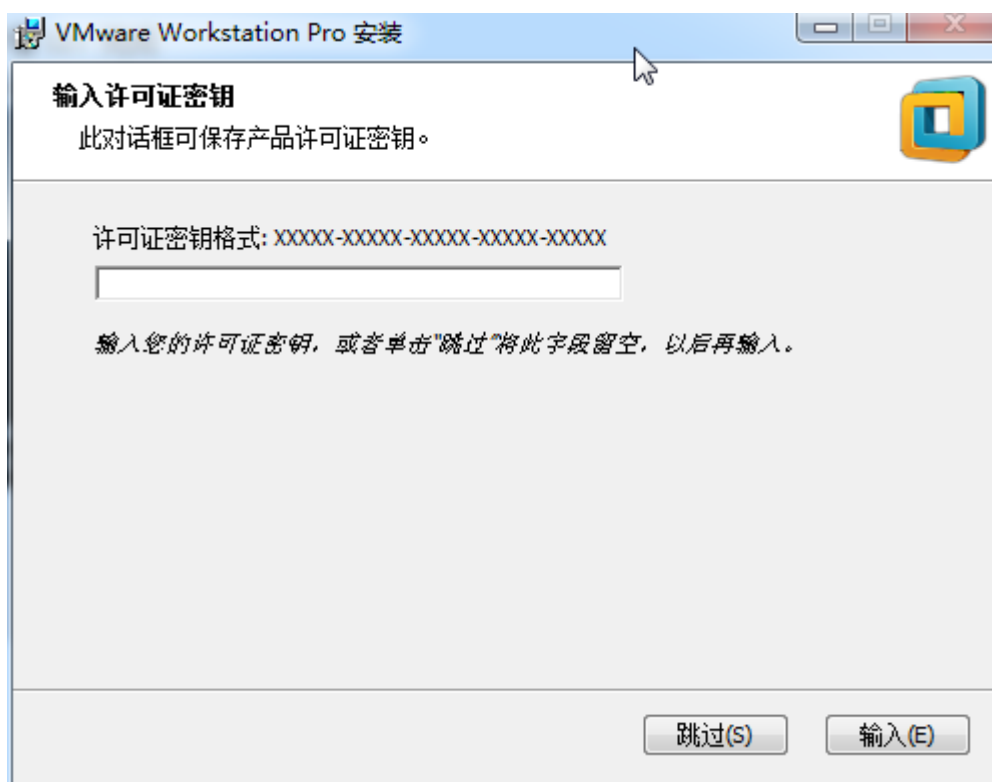 VMware Workstation Pro 安装
输入许可证密钥
此对话框可保存产品许可证密钥。
许可证密钥格式: XXXXX-XXXXX-XXXXX-XXXXX-XXXXX
输入您的许可证密钥，或者单击"跳过"将此字段留空，以后再输入。
跳过(S) 输入(E)